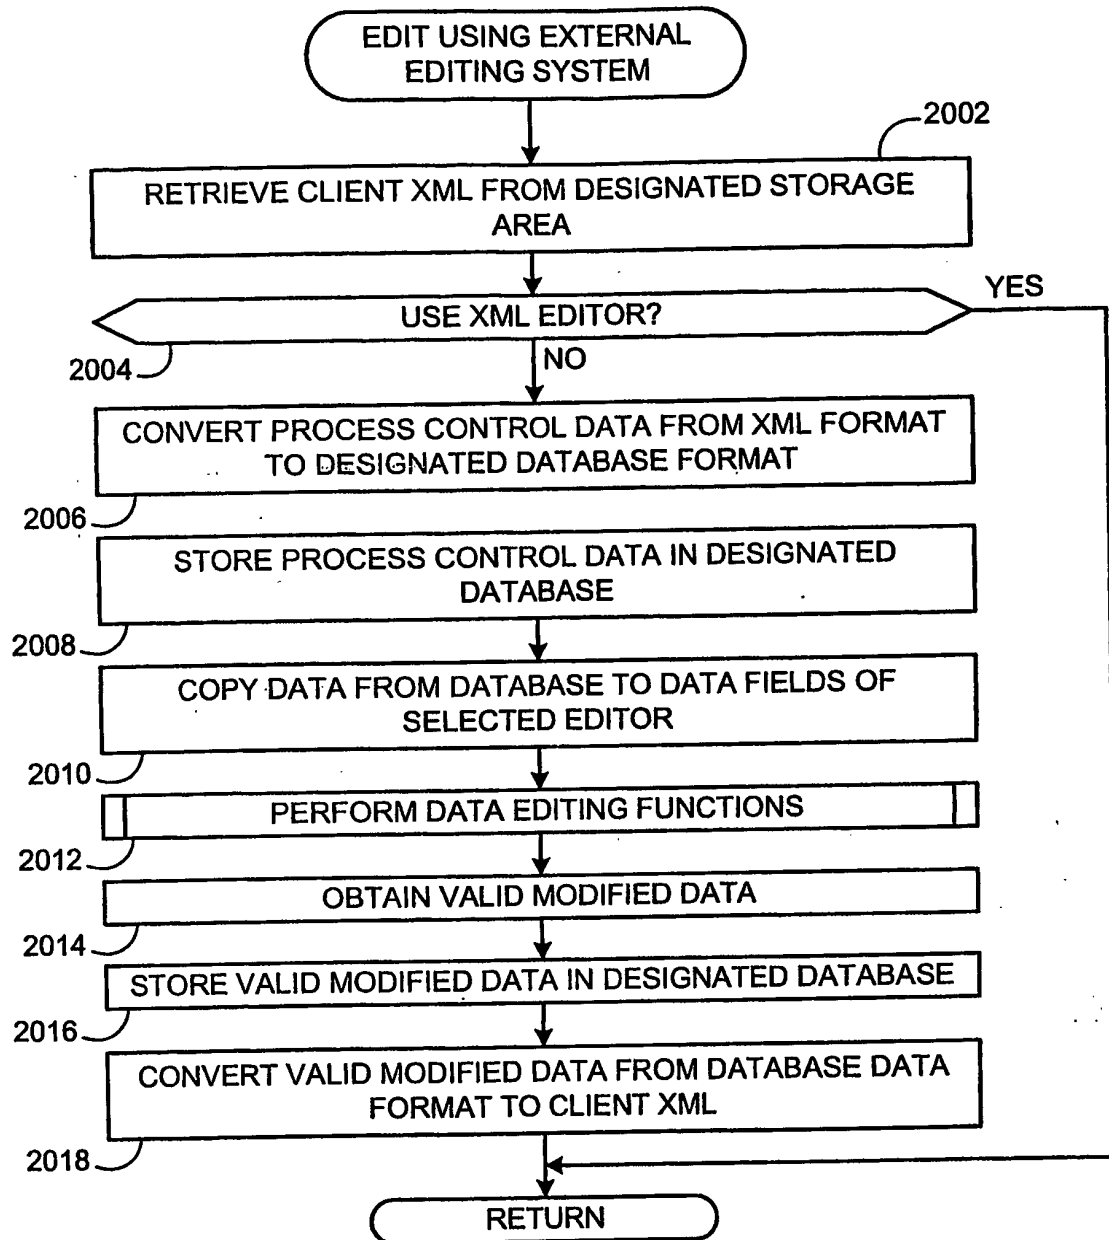 EDIT USING EXTERNAL
EDITING SYSTEM
2002
RETRIEVE CLIENT XML FROM DESIGNATED STORAGE
AREA
YES
USE XML EDITOR?
2004
NO
CONVERT PROCESS CONTROL DATA FROM XML FORMAT
TO DESIGNATED DATABASE FORMAT
2006
STORE PROCESS CONTROL DATA IN DESIGNATED
DATABASE
2008
COPY DATA FROM DATABASE TO DATA FIELDS OF
SELECTED EDITOR
2010
PERFORM DATA EDITING FUNCTIONS
2012
OBTAIN VALID MODIFIED DATA
2014
STORE VALID MODIFIED DATA IN DESIGNATED DATABASE
2016
CONVERT VALID MODIFIED DATA FROM DATABASE DATA
FORMAT TO CLIENT XML
2018
RETURN